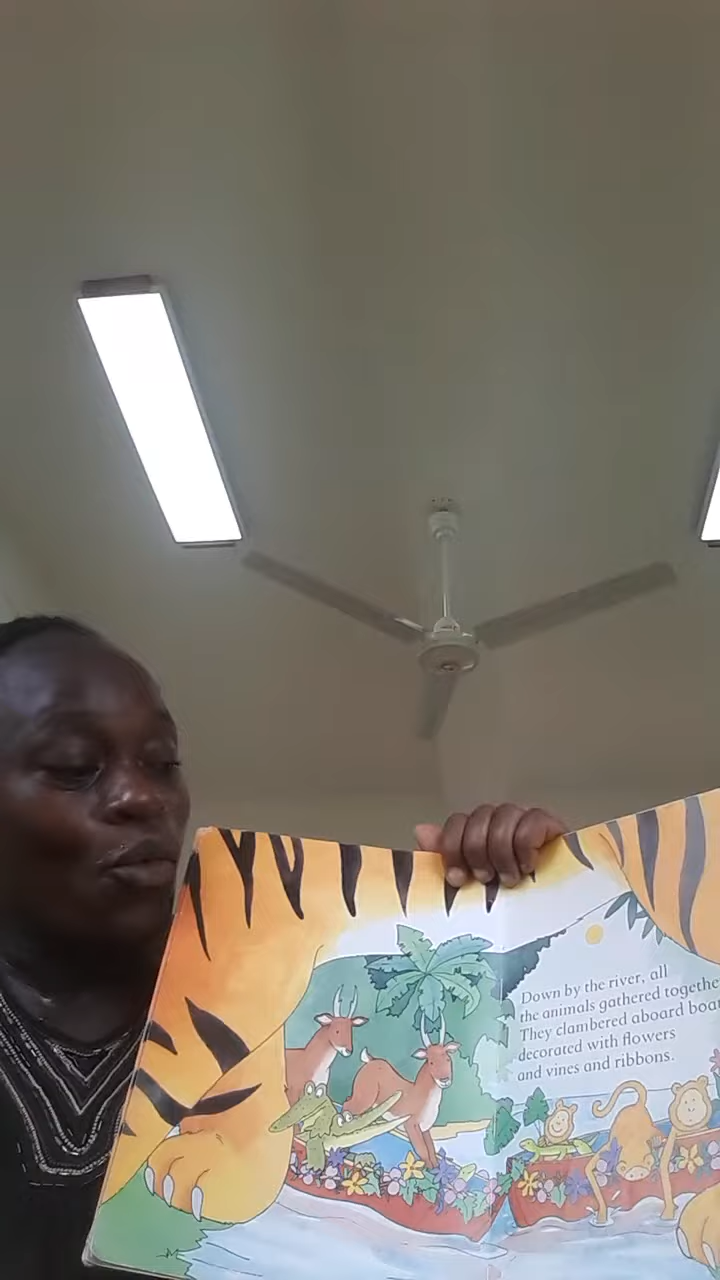 Down by the river, all
the animals gathered together
They clambered aboard boat
decorated with flowers
and vines and ribbons.